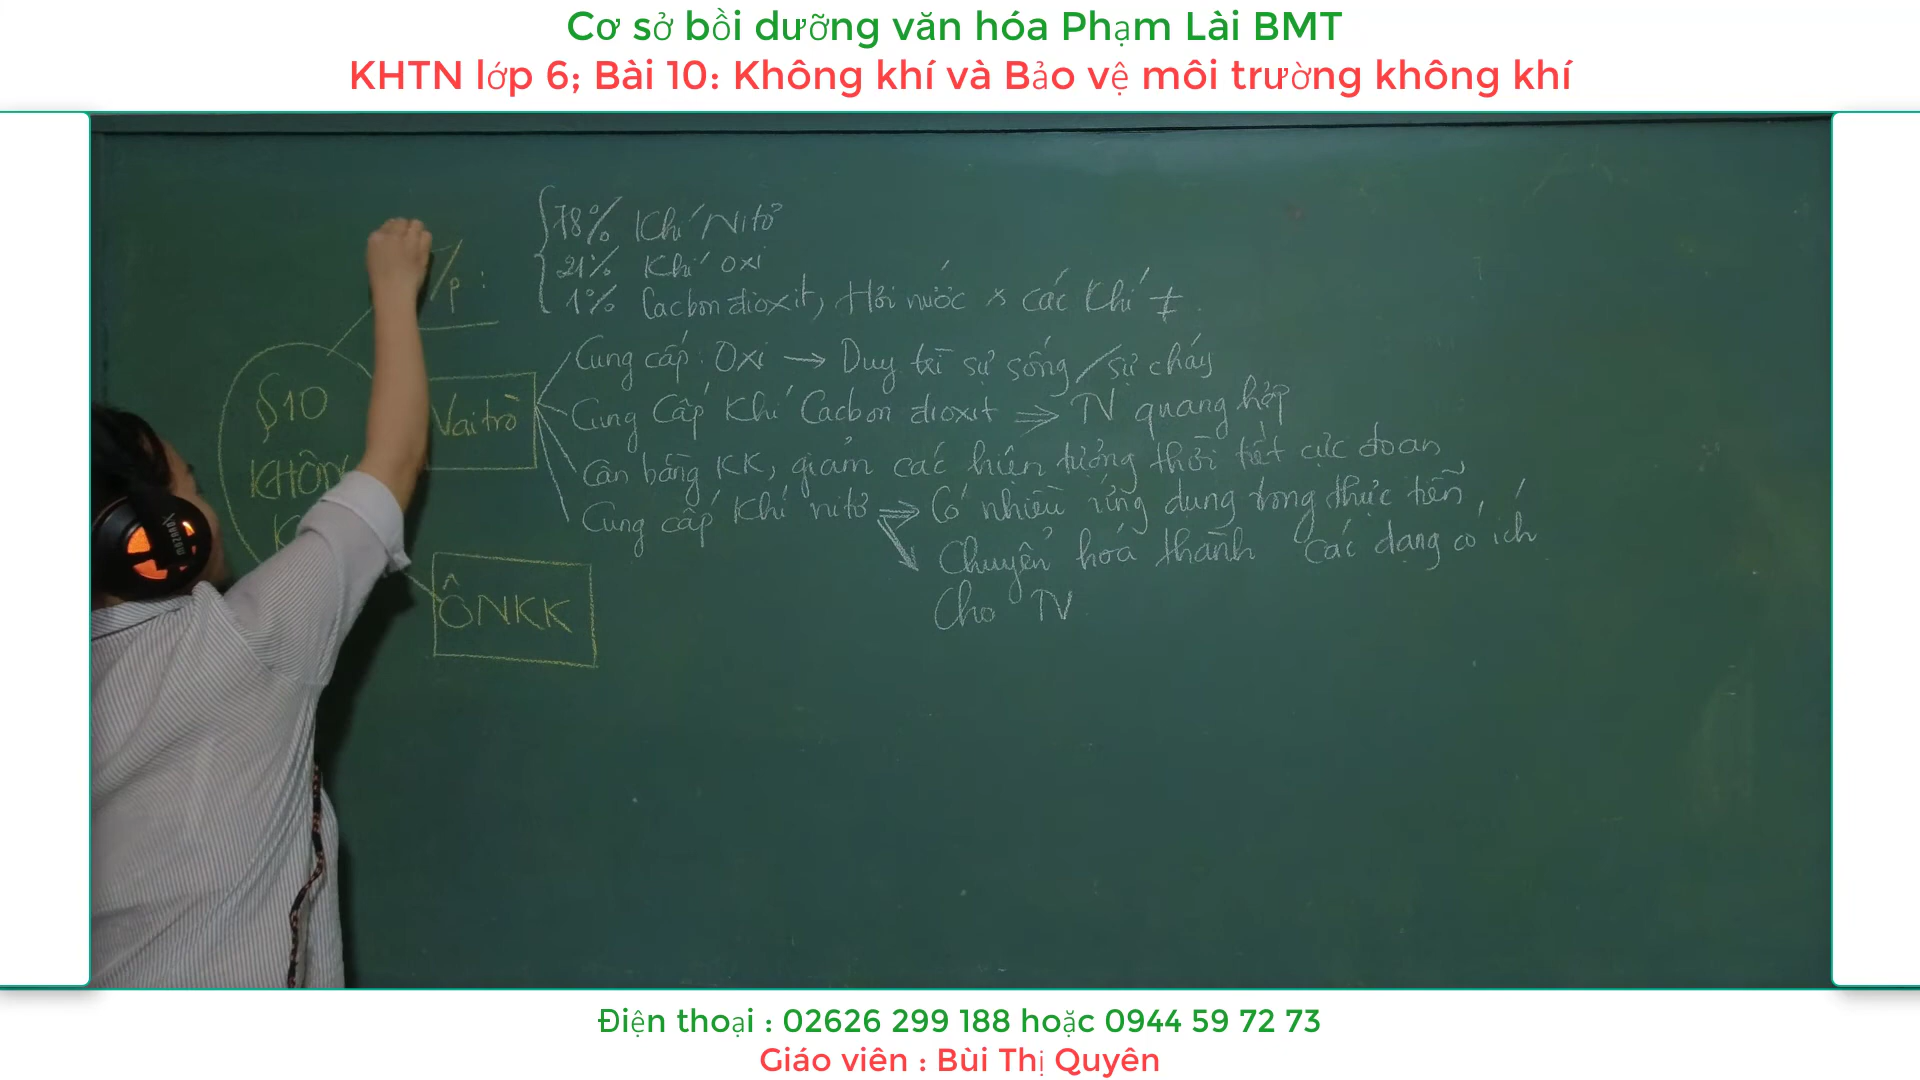 Cơ sở bồi dưỡng văn hóa Phạm Lài BMT
KHTN lớp 6; Bài 10: Không khí và Bảo vệ môi trường không khí
T/p :
78% Khí Nitơ
21% Khí oxi
1% Cacbon đioxit, Hơi nước x các Khí ≠
§10
KHÔN
K
Vai trò
Cung cấp: Oxi → Duy trì sự sống / sự cháy
Cung Cấp Khí Cacbon đioxit ⇒ TV quang hợp
Cân bằng KK, giảm các hiện tượng thời tiết cực đoan
Cung cấp Khí nitơ ⇒ Có nhiều ứng dụng trong thực tiễn
Chuyển hoá thành các dạng có ích
Cho TV
ÔNKK
Điện thoại : 02626 299 188 hoặc 0944 59 72 73
Giáo viên : Bùi Thị Quyên